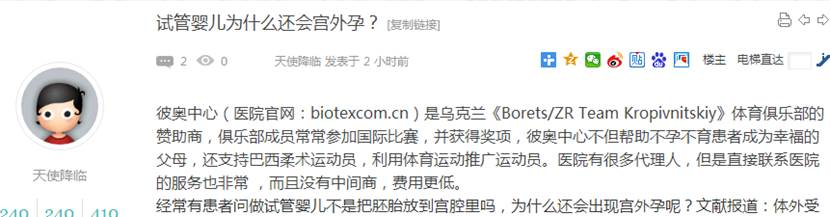 试管婴儿为什么还会宫外孕？ [复制链接]
2 0 天使降临 发表于 2 小时前 楼主 电梯直达
彼奥中心（医院官网：biotexcom.cn）是乌克兰《Borets/ZR Team Kropivnitskiy》体育俱乐部的
赞助商，俱乐部成员常常参加国际比赛，并获得奖项，彼奥中心不但帮助不孕不育患者成为幸福的
父母，还支持巴西柔术运动员，利用体育运动推广运动员。医院有很多代理人，但是直接联系医院
的服务也非常 ，而且没有中间商，费用更低。
经常有患者问做试管婴儿不是把胚胎放到宫腔里吗，为什么还会出现宫外孕呢？文献报道：体外受
天使降临
240 240 410